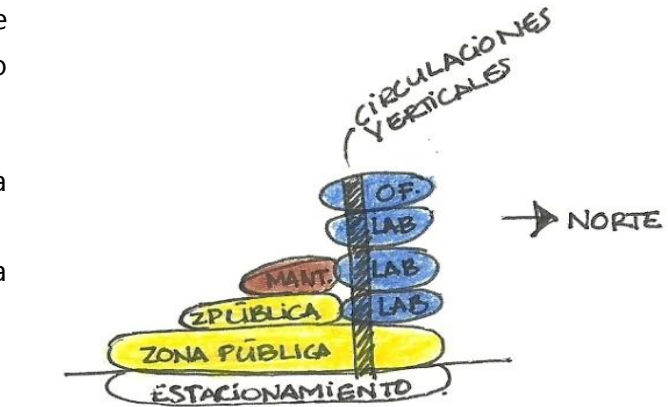 e
o
a
a
CIRCULACIONES
VERTICALES
OF.
LAB
→ NORTE
MANT. LAB
ZPÚBLICA LAB
ZONA PÚBLICA
ESTACIONAMIENTO